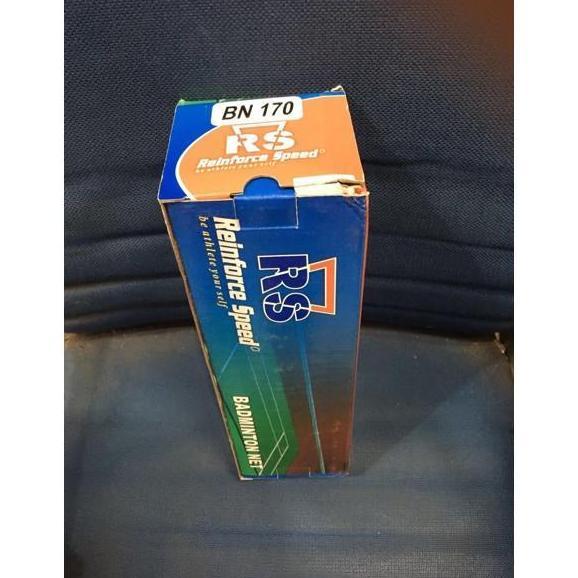 BN 170
RS
Reinforce Speed
be athlete your self
RS
Reinforce Speed
be athlete your self
BADMINTON NET